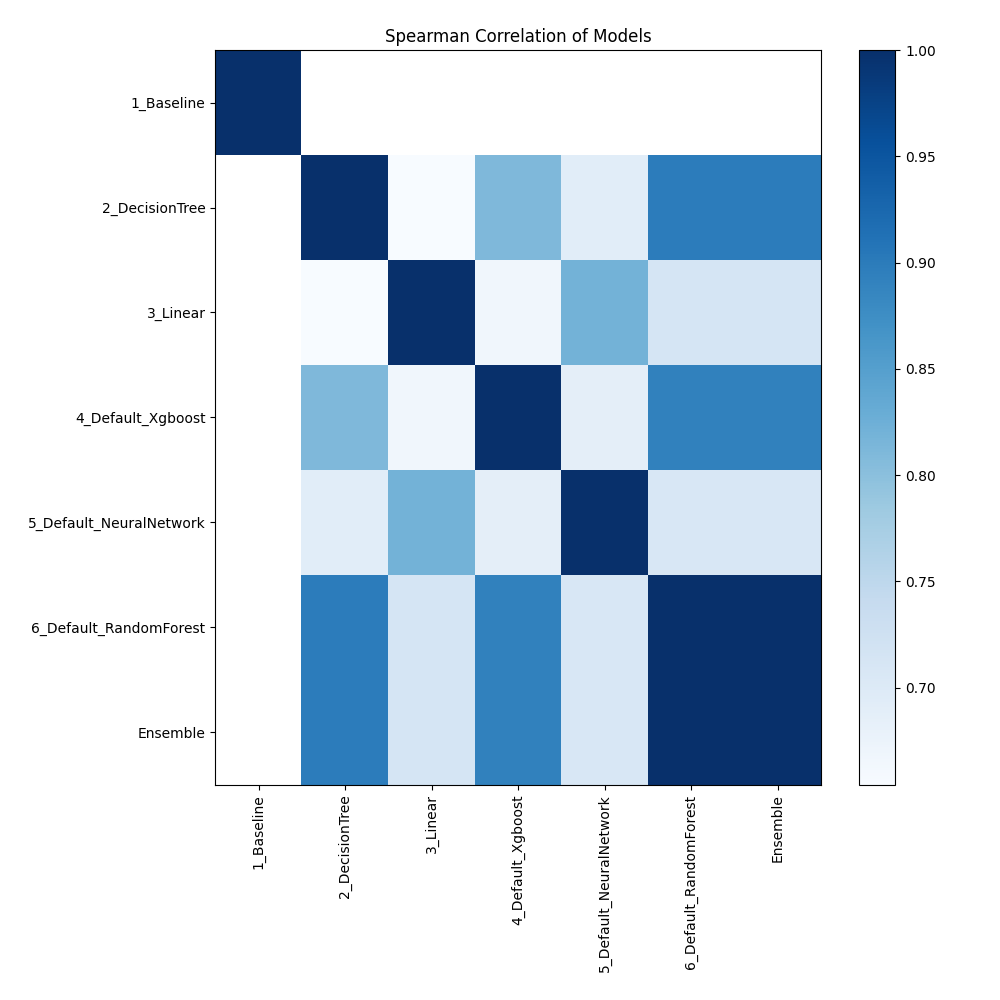 Spearman Correlation of Models
1_Baseline
2_DecisionTree
3_Linear
4_Default_Xgboost
5_Default_NeuralNetwork
6_Default_RandomForest
Ensemble
1_Baseline
2_DecisionTree
3_Linear
4_Default_Xgboost
5_Default_NeuralNetwork
6_Default_RandomForest
Ensemble
1.00
0.95
0.90
0.85
0.80
0.75
0.70